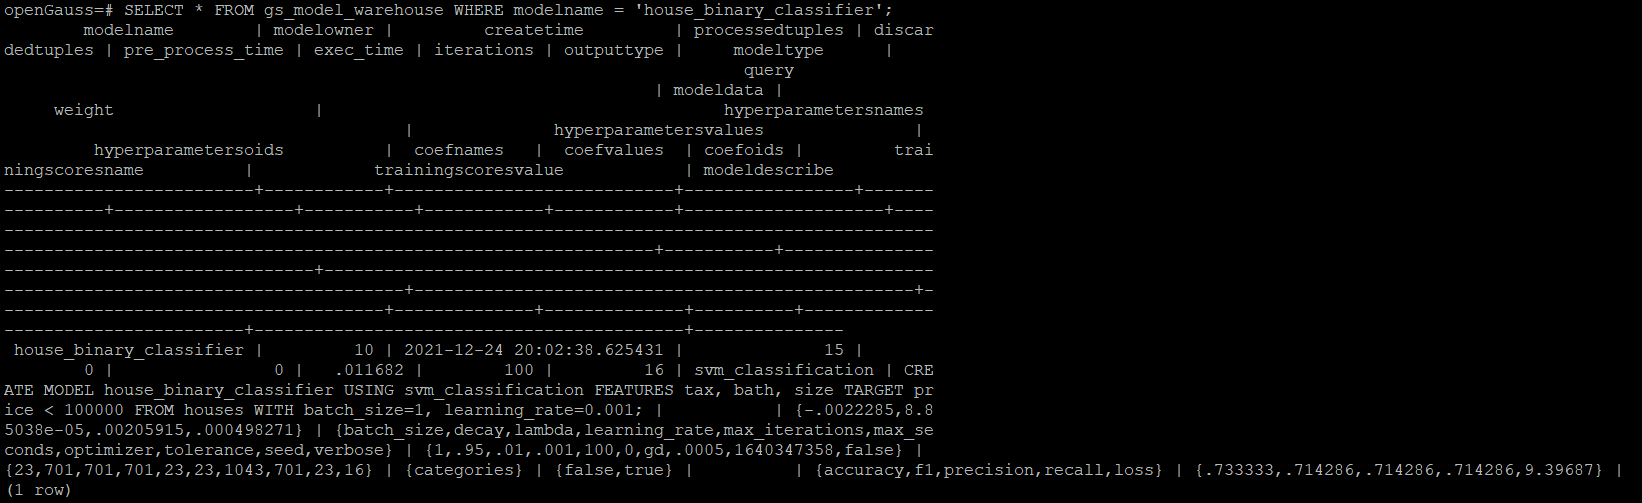 openGauss=# SELECT * FROM gs_model_warehouse WHERE modelname = 'house_binary_classifier';
        modelname        | modelowner |         createtime         | processedtuples | discar
dedtuples | pre_process_time | exec_time | iterations | outputtype |     modeltype      |
                                                                          query
                                                                 | modeldata |
     weight                    |                                        hyperparametersnames
                                        |              hyperparametersvalues               |
         hyperparametersoids          |  coefnames   |  coefvalues  | coefoids |         trai
ningscoresname          |            trainingscoresvalue            | modeldescribe
-------------------------+------------+----------------------------+-----------------+-------
----------+------------------+-----------+------------+------------+--------------------+----
---------------------------------------------------------------------------------------------
-----------------------------------------------------------------+-----------+---------------
-------------------------------+-------------------------------------------------------------
----------------------------------------+--------------------------------------------------+-
--------------------------------------+--------------+---------------+----------+-------------
------------------------+-------------------------------------------+---------------
 house_binary_classifier |         10 | 2021-12-24 20:02:38.625431 |              15 |
        0 |                0 |   .011682 |        100 |         16 | svm_classification | CRE
ATE MODEL house_binary_classifier USING svm_classification FEATURES tax, bath, size TARGET pr
ice < 100000 FROM houses WITH batch_size=1, learning_rate=0.001; |           | {-.0022285,8.8
5038e-05,.00205915,.000498271} | {batch_size,decay,lambda,learning_rate,max_iterations,max_se
conds,optimizer,tolerance,seed,verbose} | {1,.95,.01,.001,100,0,gd,.0005,1640347358,false} |
{23,701,701,701,23,23,1043,701,23,16} | {categories} | {false,true} |          | {accuracy,f1,precision,recall,loss} | {.733333,.714286,.714286,.714286,9.39687} |
(1 row)